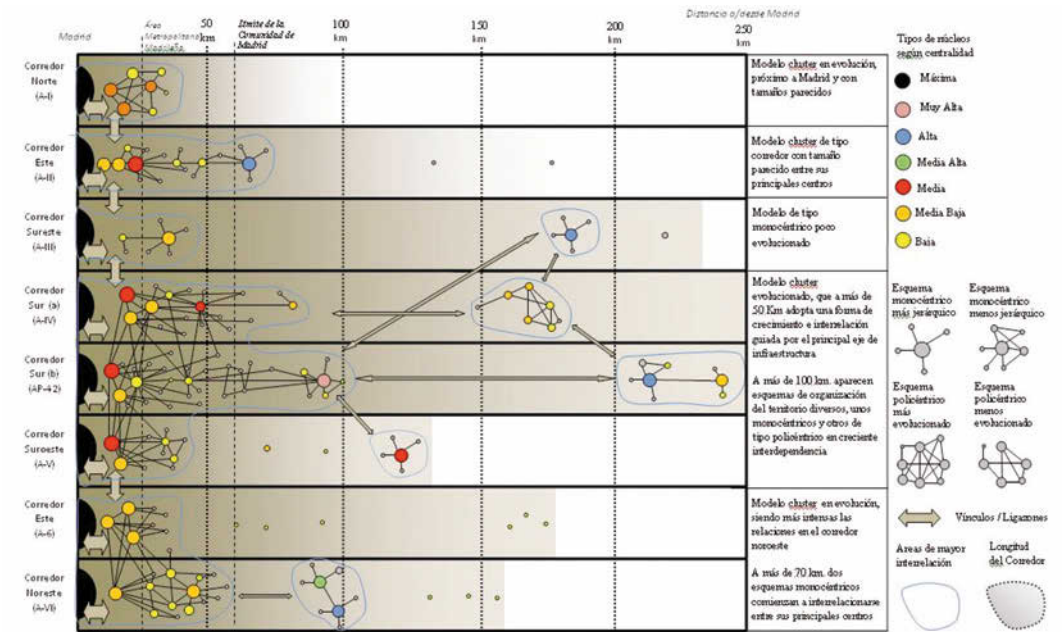 Distancia a/desde Madrid
Madrid
Área
Metropolitana
Madrileña
50
km
Límite de la
Comunidad de
Madrid
100
km
150
km
200
km
250
km
Corredor
Norte
(A-I)
Modelo cluster en evolución,
próximo a Madrid y con
tamaños parecidos
Corredor
Este
(A-II)
Modelo cluster de tipo
corredor con tamaño
parecido entre sus
principales centros
Corredor
Sureste
(A-III)
Modelo de tipo
monocéntrico poco
evolucionado
Corredor
Sur (a)
(A-IV)
Modelo cluster
evolucionado, que a más de
50 Km adopta una forma de
crecimiento e interrelación
guiada por el principal eje de
infraestructura
Corredor
Sur (b)
(AP-42)
A más de 100 km. aparecen
esquemas de organización
del territorio diversos, unos
monocéntricos y otros de
tipo policéntrico en creciente
interdependencia
Corredor
Suroeste
(A-V)
Corredor
Este
(A-6)
Modelo cluster en evolución,
siendo más intensas las
relaciones en el corredor
noroeste
Corredor
Noreste
(A-VI)
A más de 70 km. dos
esquemas monocéntricos
comienzan a interrelacionarse
entre sus principales centros
Tipos de núcleos
según centralidad
Máxima
Muy Alta
Alta
Media Alta
Media
Media Baja
Baja
Esquema
monocéntrico
más jerárquico
Esquema
monocéntrico
menos jerárquico
Esquema
policéntrico
más
evolucionado
Esquema
policéntrico
menos
evolucionado
Vínculos / Ligazones
Areas de mayor
interrelación
Longitud
del Corredor